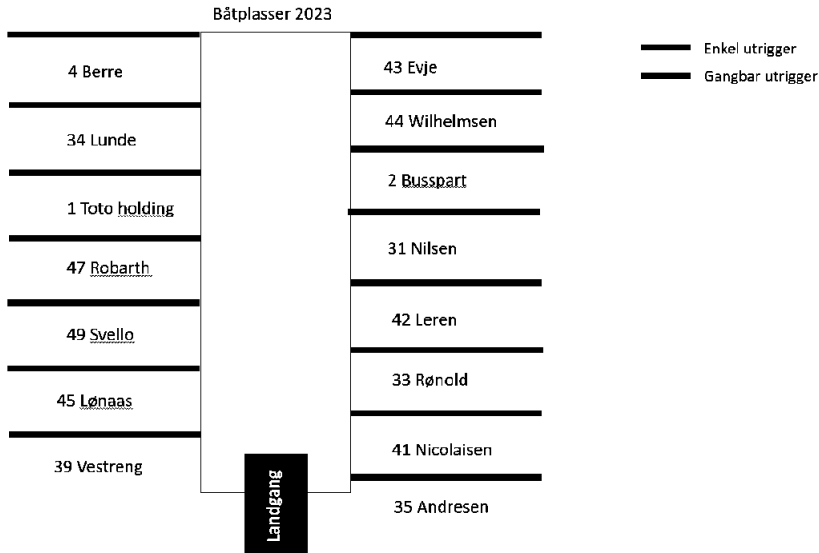 Båtplasser 2023
Enkel utrigger
Gangbar utrigger
4 Berre
34 Lunde
1 Toto holding
47 Robarth
49 Svello
45 Lønaas
39 Vestreng
43 Evje
44 Wilhelmsen
2 Busspart
31 Nilsen
42 Leren
33 Rønold
41 Nicolaisen
35 Andresen
Landgang